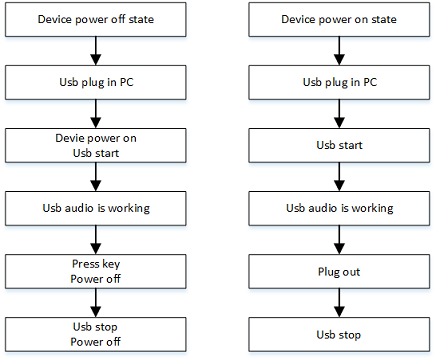 Device power off state
Usb plug in PC
Devie power on
Usb start
Usb audio is working
Press key
Power off
Usb stop
Power off
Device power on state
Usb plug in PC
Usb start
Usb audio is working
Plug out
Usb stop